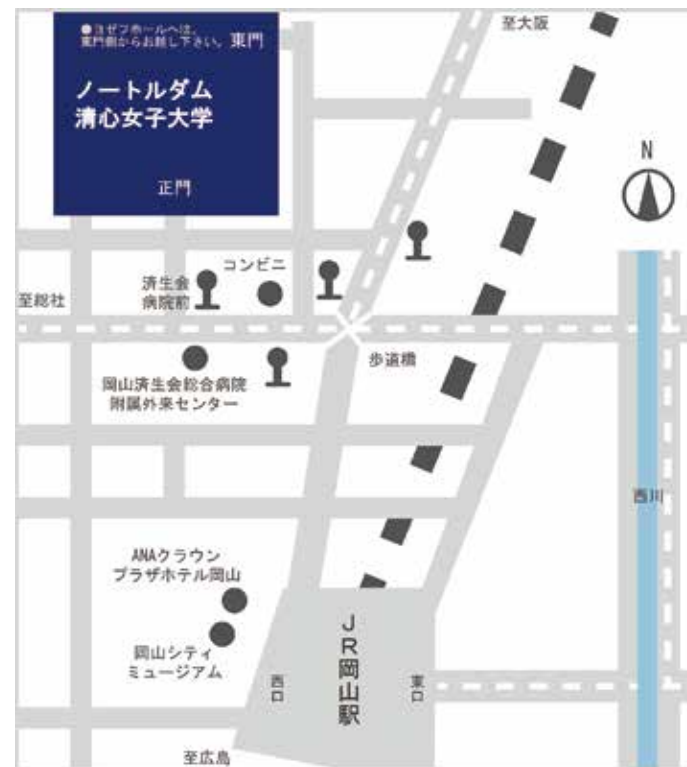 ●ヨゼフホールへは、
東門側からお越し下さい。
東門
ノートルダム
清心女子大学
正門
至大阪
N
コンビニ
済生会
病院前
至総社
歩道橋
岡山済生会総合病院
附属外来センター
西川
ANAクラウン
プラザホテル岡山
岡山シティ
ミュージアム
西口
JR岡山駅
東口
至広島